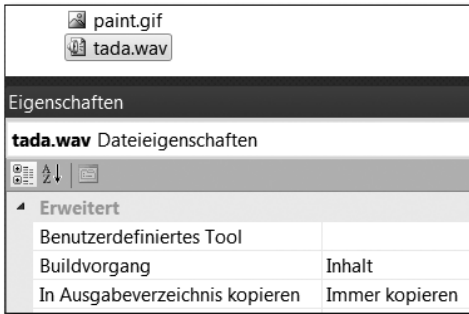 paint.gif
tada.wav
Eigenschaften
tada.wav Dateieigenschaften
Erweitert
Benutzerdefiniertes Tool
Buildvorgang Inhalt
In Ausgabeverzeichnis kopieren Immer kopieren